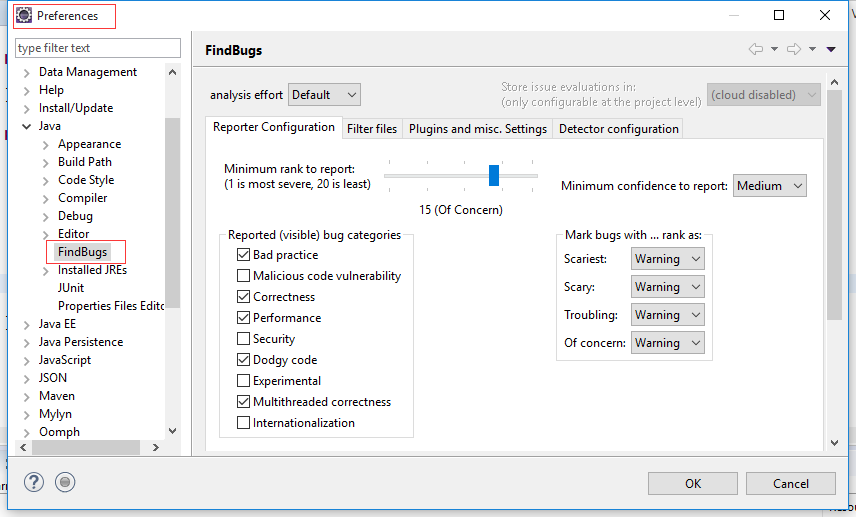 Preferences
type filter text
Data Management
Help
Install/Update
Java
Appearance
Build Path
Code Style
Compiler
Debug
Editor
FindBugs
Installed JREs
JUnit
Properties Files Edito
Java EE
Java Persistence
JavaScript
JSON
Maven
Mylyn
Oomph
FindBugs
analysis effort Default
Store issue evaluations in:
(only configurable at the project level) (cloud disabled)
Reporter Configuration Filter files Plugins and misc. Settings Detector configuration
Minimum rank to report:
(1 is most severe, 20 is least)
15 (Of Concern)
Minimum confidence to report: Medium
Reported (visible) bug categories
Bad practice
Malicious code vulnerability
Correctness
Performance
Security
Dodgy code
Experimental
Multithreaded correctness
Internationalization
Mark bugs with ... rank as:
Scariest: Warning
Scary: Warning
Troubling: Warning
Of concern: Warning
OK Cancel